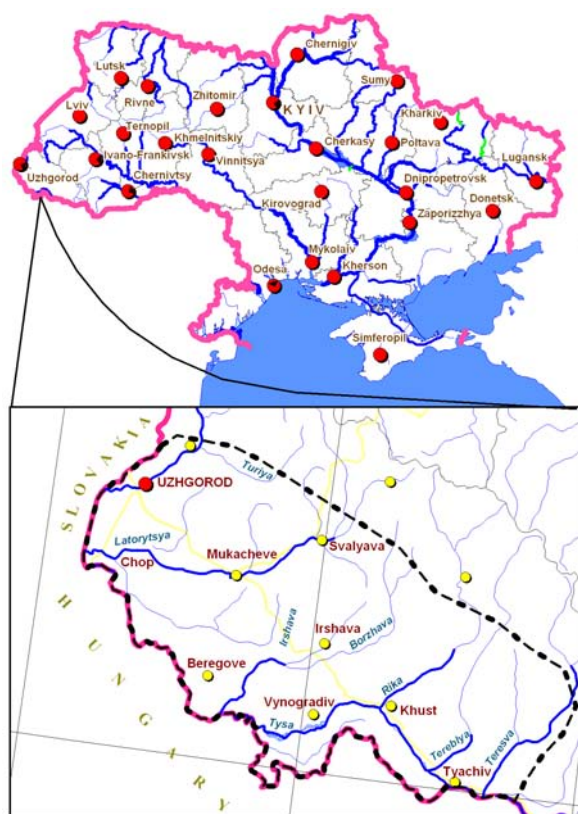 Chernigiv
Lutsk
Sumy
Rivne
Zhitomir
KYIV
Kharkiv
Lviv
Ternopil
Khmelnitskiy
Cherkasy
Poltava
Ivano-Frankivsk
Vinnitsya
Lugansk
Uzhgorod
Chernivtsy
Dnipropetrovsk
Kirovograd
Donetsk
Zaporizzhya
Mykolaiv
Odesa
Kherson
Simferopil
SLOVAKIA
Turiya
UZHGOROD
Latorytsya
Chop
Mukacheve
Svalyava
HUNGARY
Irshava
Irshava
Borzhava
Beregove
Rika
Vynogradiv
Khust
Tysa
Tereblya
Teresva
Tyachiv